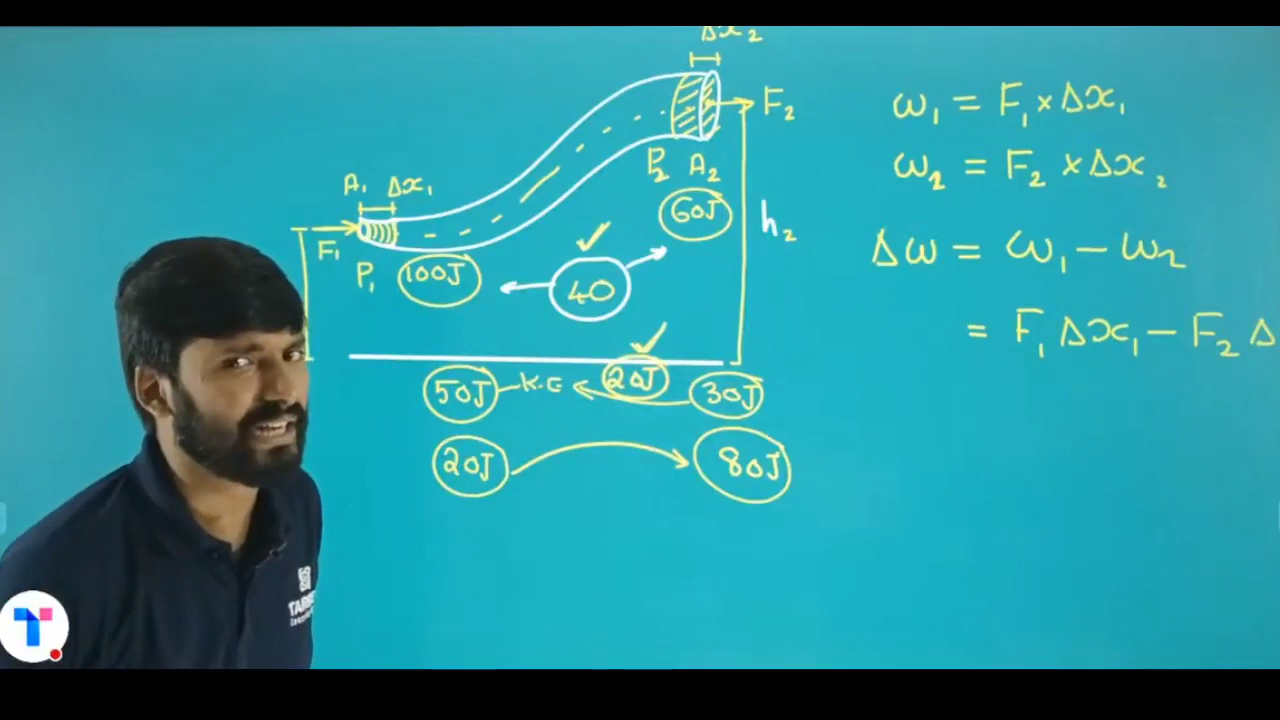 Δx₂
F₂
P₂ A₂
60J
h₂
A₁ Δx₁
F₁
P₁ 100J
40
50J K.E 20J 30J
20J 80J
ω₁ = F₁ × Δx₁
ω₂ = F₂ × Δx₂
Δω = ω₁ − ω₂
= F₁ Δx₁ − F₂ Δ
T